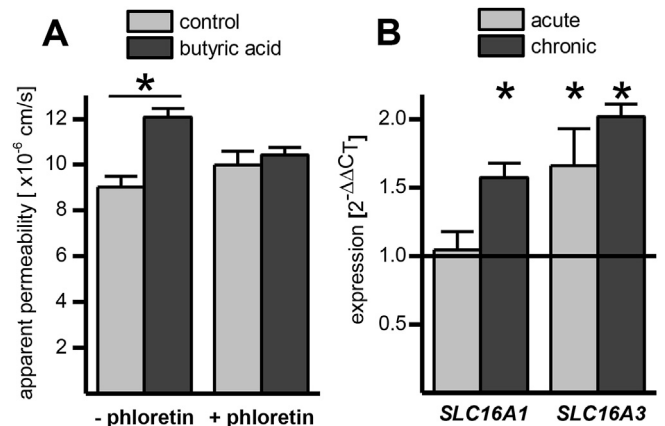 A
control
butyric acid
*
apparent permeability [ x10⁻⁶ cm/s]
12
10
8
6
4
2
- phloretin + phloretin
B
acute
chronic
* * *
expression [2^-ΔΔCT]
2.0
1.5
1.0
0.5
SLC16A1 SLC16A3